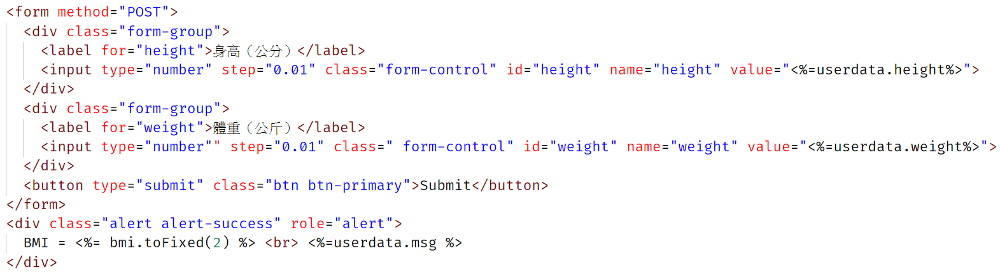 <form method="POST">
  <div class="form-group">
    <label for="height">身高（公分）</label>
    <input type="number" step="0.01" class="form-control" id="height" name="height" value="<%=userdata.height%>">
  </div>
  <div class="form-group">
    <label for="weight">體重（公斤）</label>
    <input type="number"" step="0.01" class=" form-control" id="weight" name="weight" value="<%=userdata.weight%>">
  </div>
  <button type="submit" class="btn btn-primary">Submit</button>
</form>
<div class="alert alert-success" role="alert">
  BMI = <%= bmi.toFixed(2) %> <br> <%=userdata.msg %>
</div>